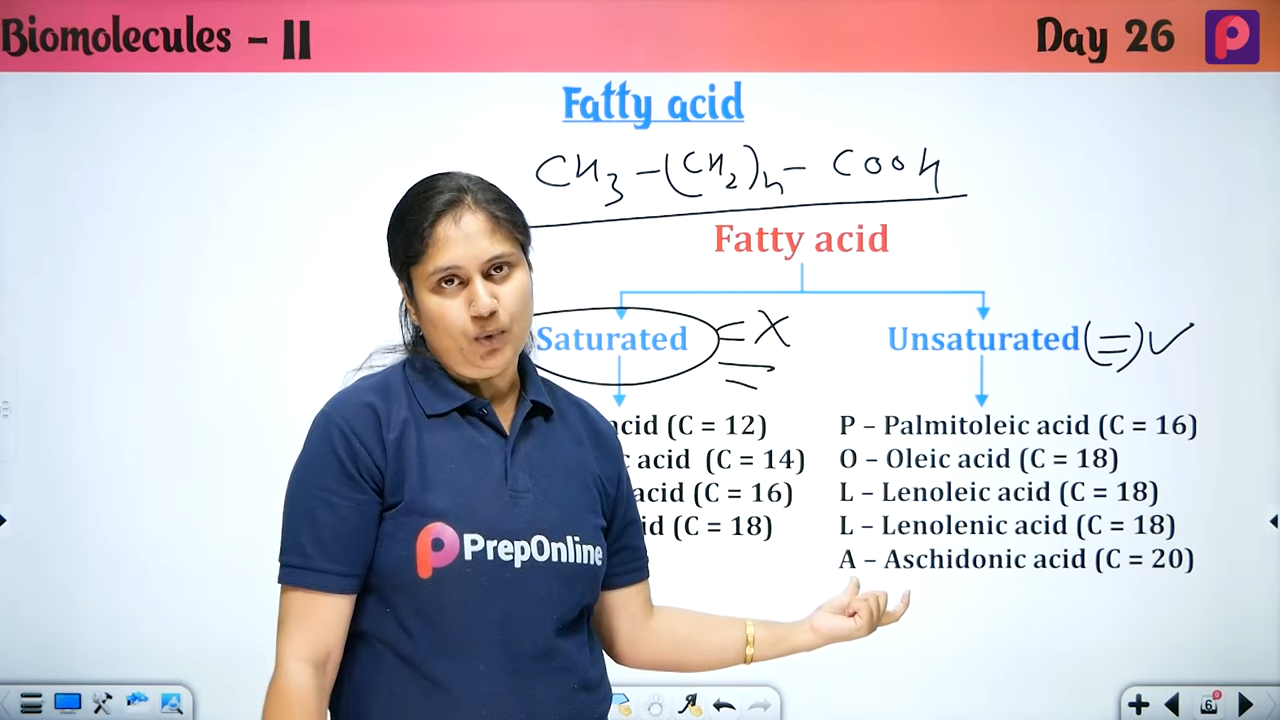 Biomolecules - II
Day 26
Fatty acid
CH3-(CH2)n- COOH
Fatty acid
Saturated
= X
Unsaturated (=) ✓
acid (C = 12)
acid (C = 14)
acid (C = 16)
(C = 18)
P – Palmitoleic acid (C = 16)
O – Oleic acid (C = 18)
L – Lenoleic acid (C = 18)
L – Lenolenic acid (C = 18)
A – Aschidonic acid (C = 20)
PrepOnline
6